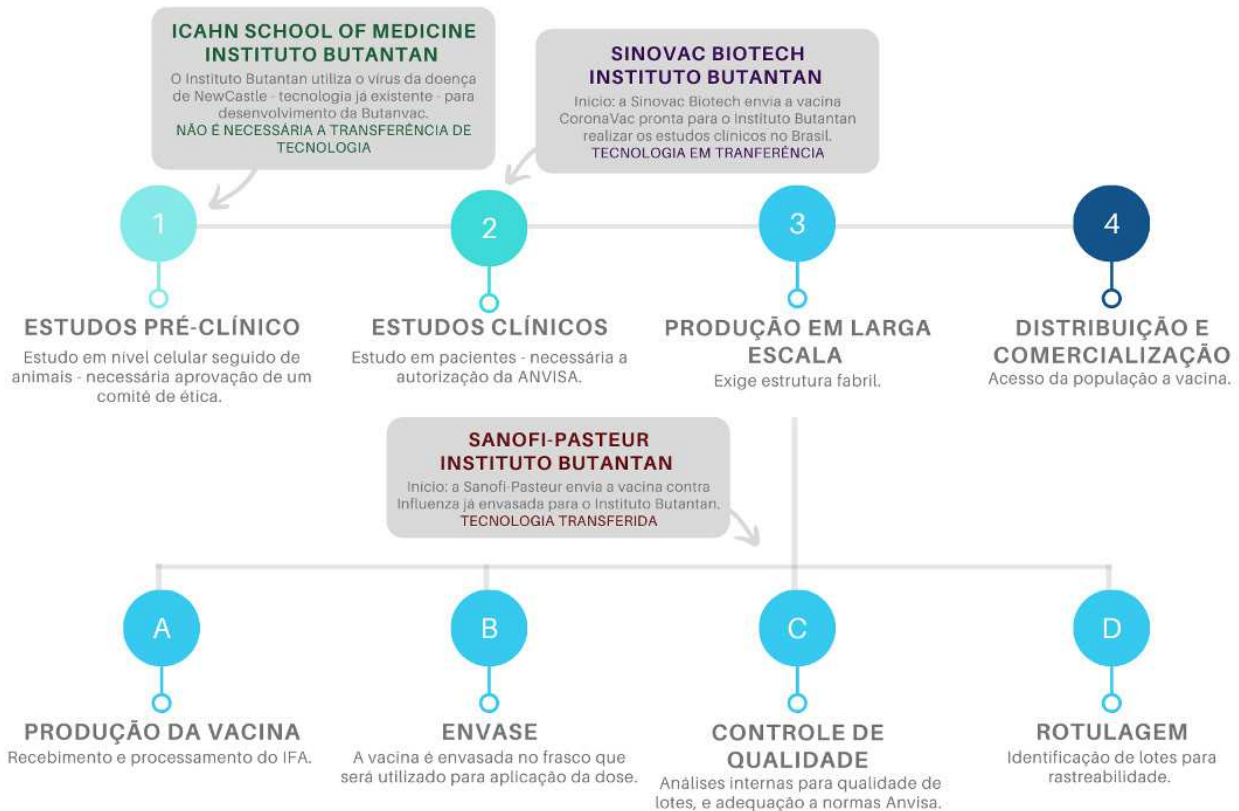 ICAHN SCHOOL OF MEDICINE
INSTITUTO BUTANTAN
O Instituto Butantan utiliza o vírus da doença
de NewCastle - tecnologia já existente - para
desenvolvimento da Butanvac.
NÃO É NECESSÁRIA A TRANSFERÊNCIA DE
TECNOLOGIA
SINOVAC BIOTECH
INSTITUTO BUTANTAN
Início: a Sinovac Biotech envia a vacina
CoronaVac pronta para o Instituto Butantan
realizar os estudos clínicos no Brasil.
TECNOLOGIA EM TRANFERÊNCIA
1
2
3
4
ESTUDOS PRÉ-CLÍNICO
Estudo em nível celular seguido de
animais - necessária aprovação de um
comitê de ética.
ESTUDOS CLÍNICOS
Estudo em pacientes - necessária a
autorização da ANVISA.
PRODUÇÃO EM LARGA
ESCALA
Exige estrutura fabril.
DISTRIBUIÇÃO E
COMERCIALIZAÇÃO
Acesso da população a vacina.
SANOFI-PASTEUR
INSTITUTO BUTANTAN
Início: a Sanofi-Pasteur envia a vacina contra
Influenza já envasada para o Instituto Butantan.
TECNOLOGIA TRANSFERIDA
A
B
C
D
PRODUÇÃO DA VACINA
Recebimento e processamento do IFA.
ENVASE
A vacina é envasada no frasco que
será utilizado para aplicação da dose.
CONTROLE DE
QUALIDADE
Análises internas para qualidade de
lotes, e adequação a normas Anvisa.
ROTULAGEM
Identificação de lotes para
rastreabilidade.